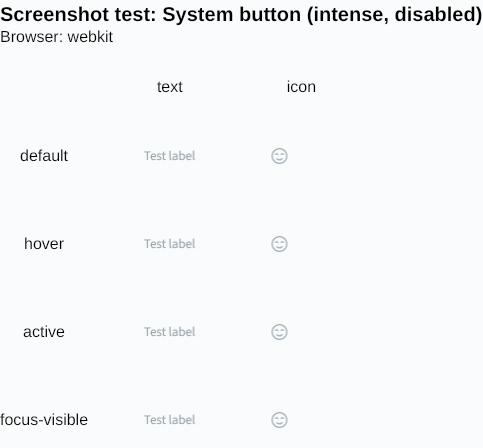 Screenshot test: System button (intense, disabled)
Browser: webkit
text icon
default Test label
hover Test label
active Test label
focus-visible Test label